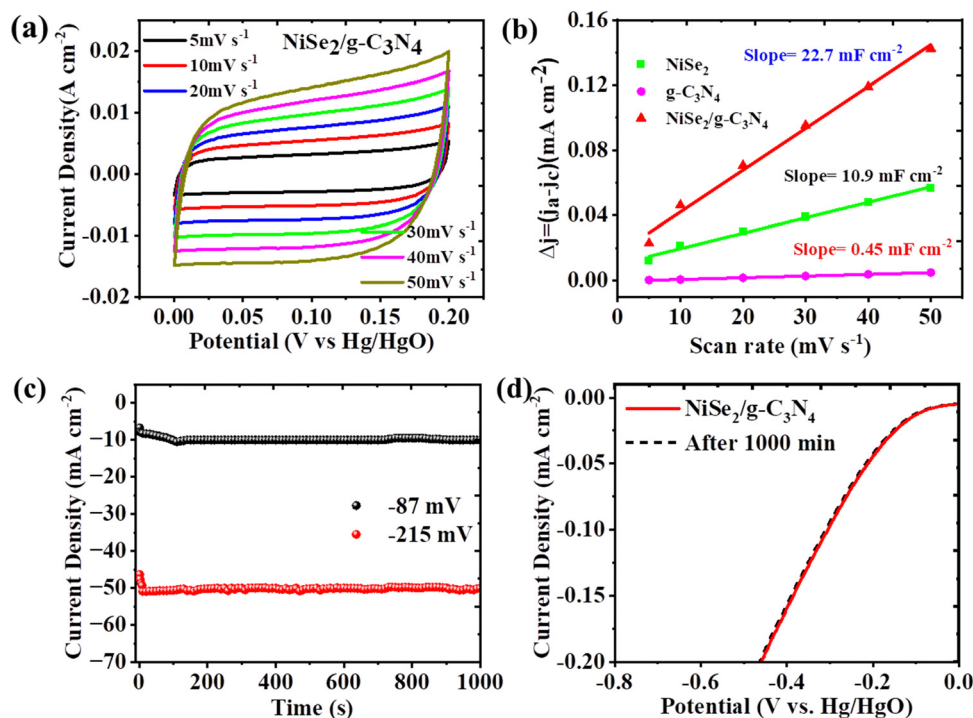 (a)
NiSe2/g-C3N4
5mV s-1
10mV s-1
20mV s-1
30mV s-1
40mV s-1
50mV s-1
0.02
0.01
0.00
-0.01
-0.02
Current Density(A cm-2)
0.00 0.05 0.10 0.15 0.20
Potential (V vs Hg/HgO)
(b)
Slope= 22.7 mF cm-2
NiSe2
g-C3N4
NiSe2/g-C3N4
Slope= 10.9 mF cm-2
Slope= 0.45 mF cm-2
0.16
0.12
0.08
0.04
0.00
Δj=(ja-jc)(mA cm-2)
0 10 20 30 40 50
Scan rate (mV s-1)
(c)
0
-10
-20
-30
-40
-50
-60
-70
Current Density (mA cm-2)
-87 mV
-215 mV
0 200 400 600 800 1000
Time (s)
(d)
NiSe2/g-C3N4
After 1000 min
0.00
-0.05
-0.10
-0.15
-0.20
Current Density (mA cm-2)
-0.8 -0.6 -0.4 -0.2 0.0
Potential (V vs. Hg/HgO)